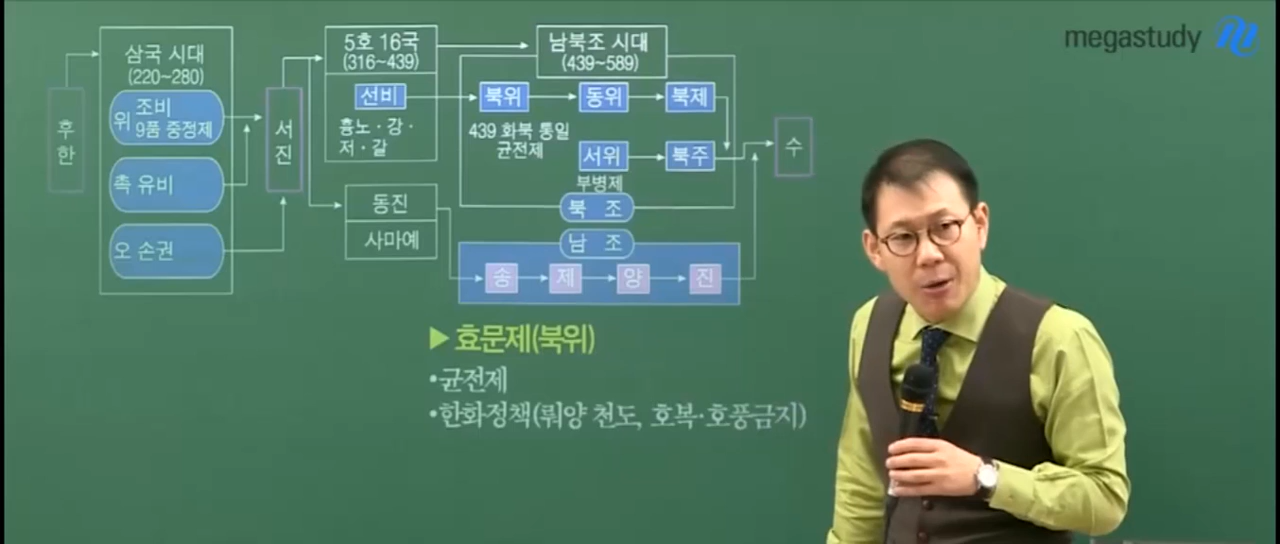 megastudy
후한
삼국 시대
(220~280)
위 조비
9품 중정제
촉 유비
오 손권
서진
5호 16국
(316~439)
선비
흉노·강·
저·갈
동진
사마예
남북조 시대
(439~589)
북위
동위
북제
439 화북 통일
균전제
서위
북주
부병제
북 조
남 조
송
제
양
진
수
▶ 효문제(북위)
•균전제
•한화정책(뤄양 천도, 호복·호풍금지)